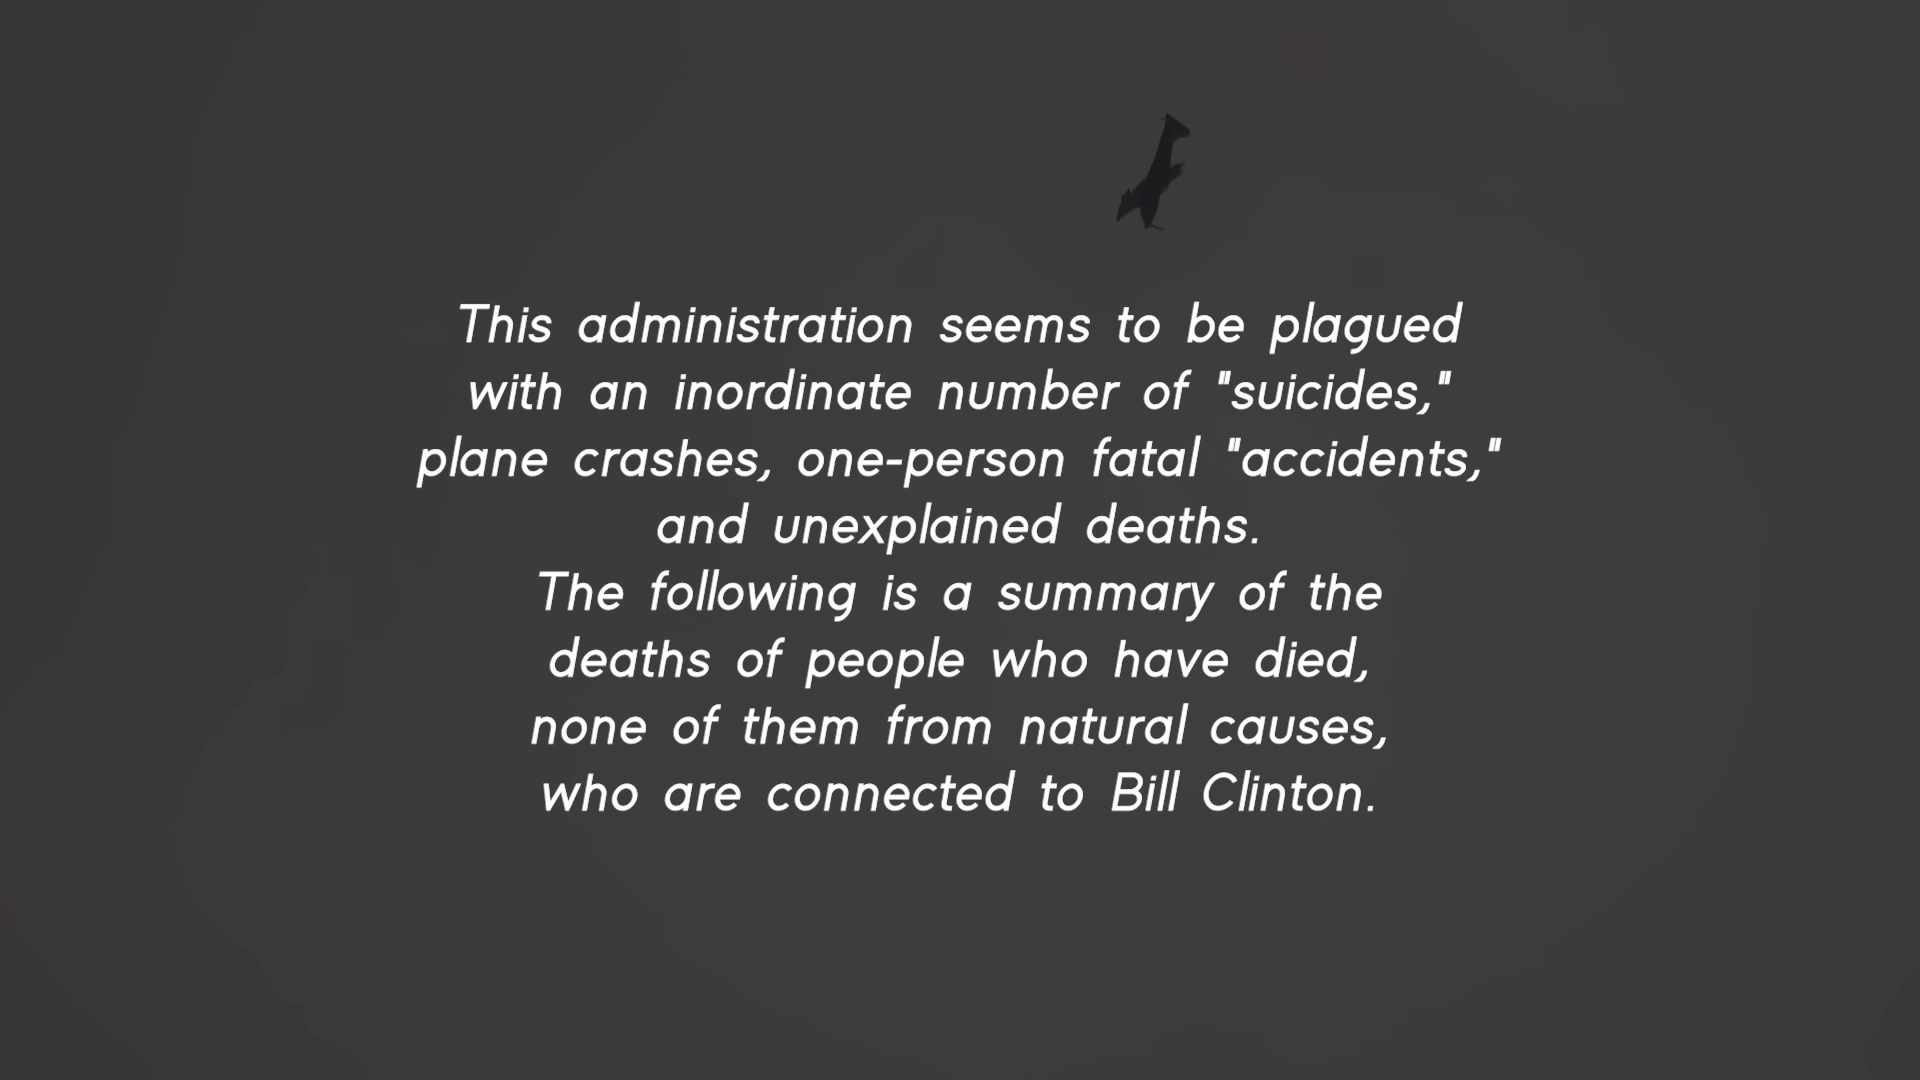 This administration seems to be plagued
with an inordinate number of "suicides,"
plane crashes, one-person fatal "accidents,"
and unexplained deaths.
The following is a summary of the
deaths of people who have died,
none of them from natural causes,
who are connected to Bill Clinton.